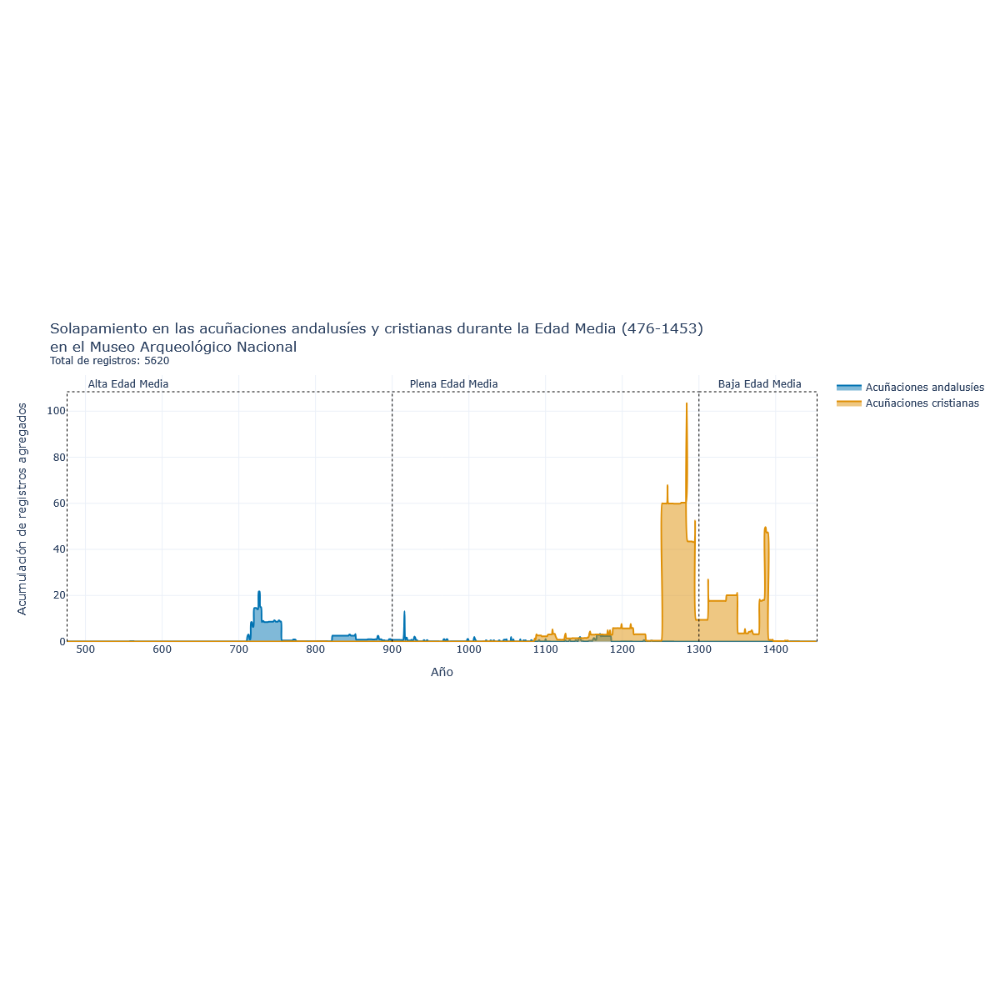 Solapamiento en las acuñaciones andalusíes y cristianas durante la Edad Media (476-1453)
en el Museo Arqueológico Nacional
Total de registros: 5620
Alta Edad Media
Plena Edad Media
Baja Edad Media
Acuñaciones andalusíes
Acuñaciones cristianas
Acumulación de registros agregados
100
80
60
40
20
0
500 600 700 800 900 1000 1100 1200 1300 1400
Año